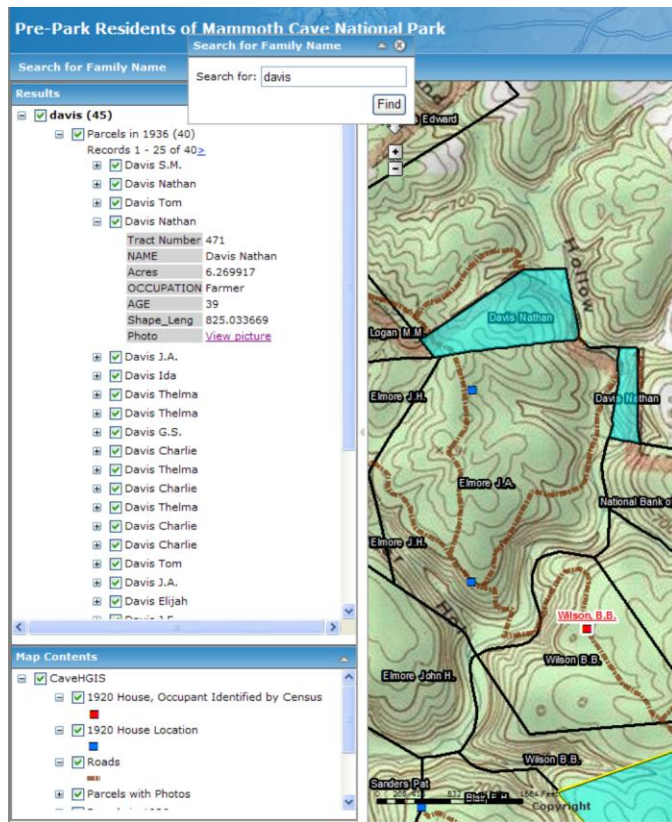 Pre-Park Residents of Mammoth Cave National Park
Search for Family Name
Search for Family Name
Search for: davis
Find
Results
davis (45)
Parcels in 1936 (40)
Records 1 - 25 of 40>
Davis S.M.
Davis Nathan
Davis Tom
Davis Nathan
Tract Number 471
NAME Davis Nathan
Acres 6.269917
OCCUPATION Farmer
AGE 39
Shape_Leng 825.033669
Photo View picture
Davis J.A.
Davis Ida
Davis Thelma
Davis Thelma
Davis G.S.
Davis Charlie
Davis Thelma
Davis Charlie
Davis Thelma
Davis Charlie
Davis Charlie
Davis Tom
Davis J.A.
Davis Elijah
Map Contents
CaveHGIS
1920 House, Occupant Identified by Census
1920 House Location
Roads
Parcels with Photos
Edward
700
Hollow
Davis Nathan
Logan M.M.
Elmore J.H.
Davis Nathan
Elmore J.A.
National Bank o
Elmore J.H.
Wilson, B.B.
Wilson B.B.
Elmore John H.
Wilson B.B.
Sanders Pat
832
1664 Feet
Copyright